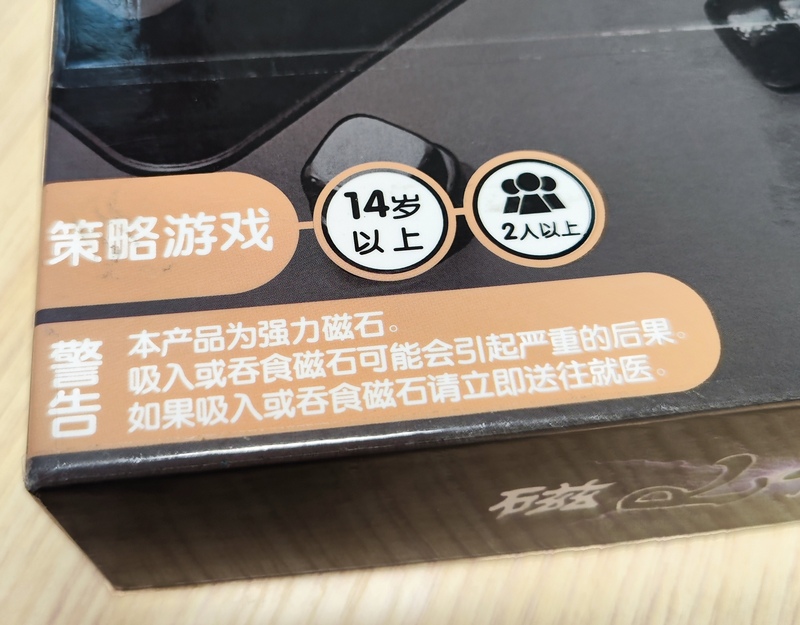 策略游戏
14岁
以上
2人以上
警告
本产品为强力磁石。
吸入或吞食磁石可能会引起严重的后果。
如果吸入或吞食磁石请立即送往就医。
磁